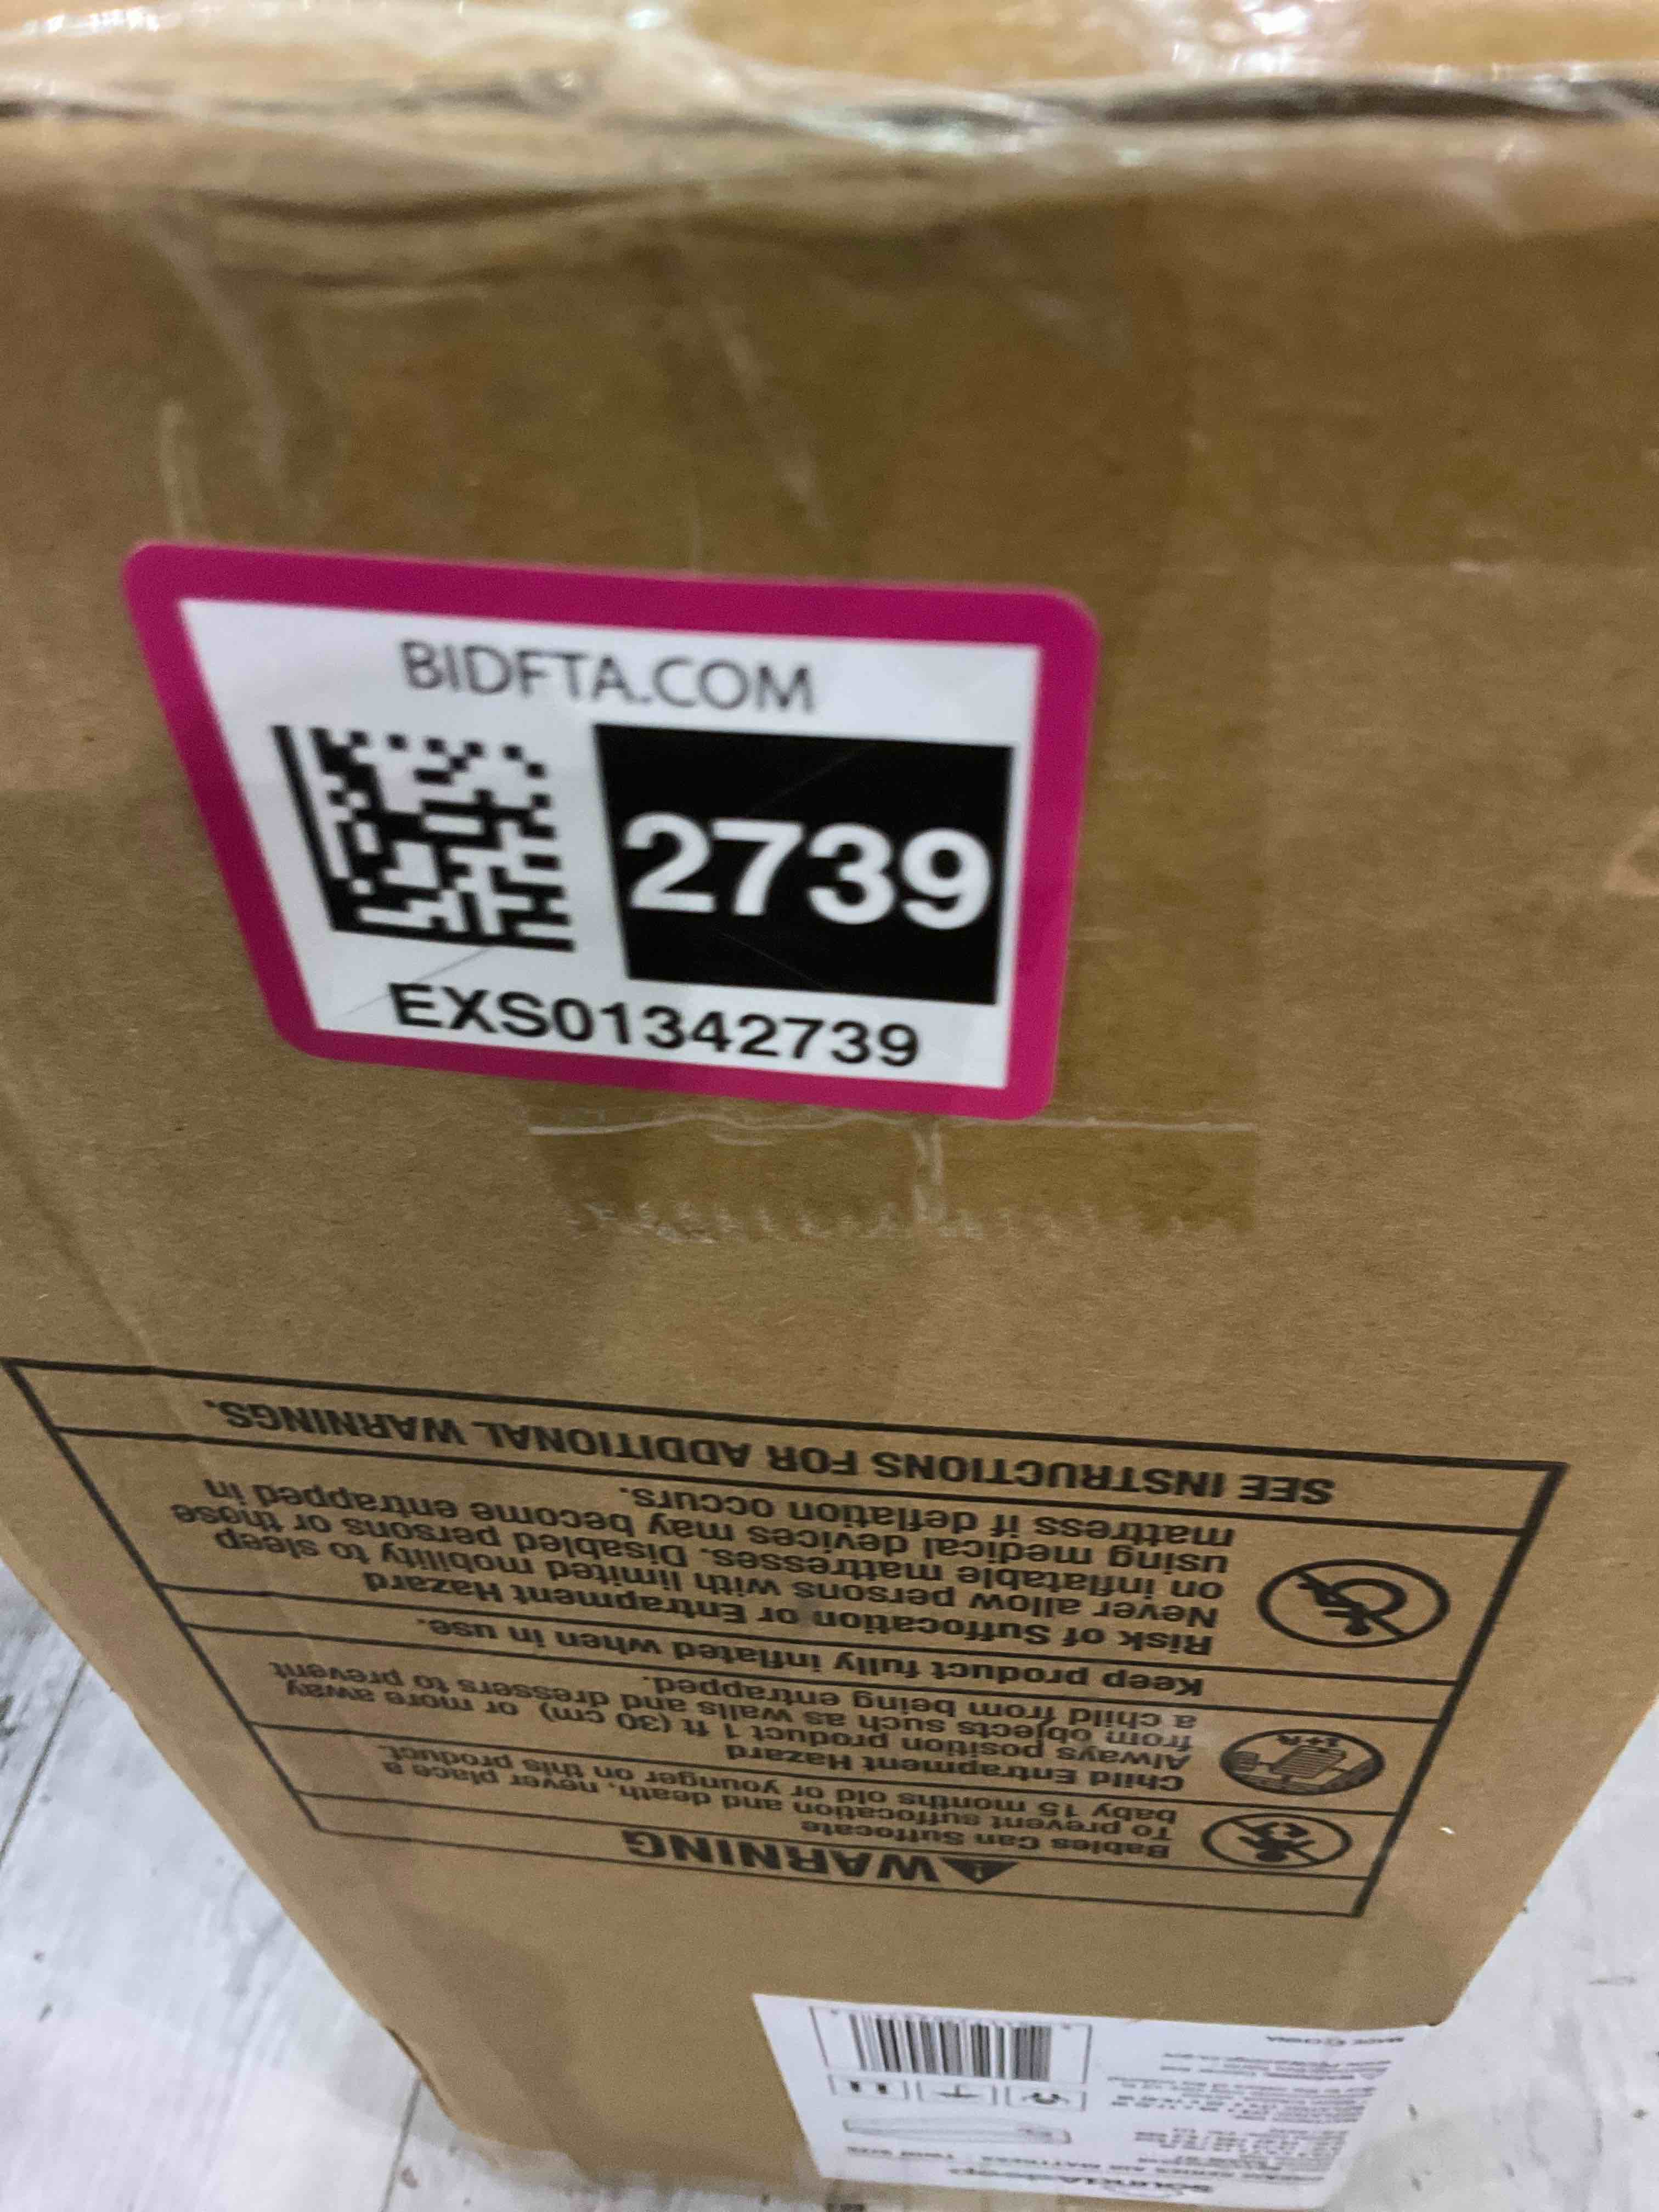 BIDFTA.COM
2739
EXS01342739
WARNING
Babies Can Suffocate
To prevent suffocation and death, never place a
baby 15 months old or younger on this product.
Child Entrapment Hazard
Always position product 1 ft (30 cm) or more away
from objects such as walls and dressers to prevent
a child from being entrapped.
Keep product fully inflated when in use.
Risk of Suffocation or Entrapment Hazard
Never allow persons with limited mobility to sleep
on inflatable mattresses. Disabled persons or those
using medical devices may become entrapped in
mattress if deflation occurs.
SEE INSTRUCTIONS FOR ADDITIONAL WARNINGS.